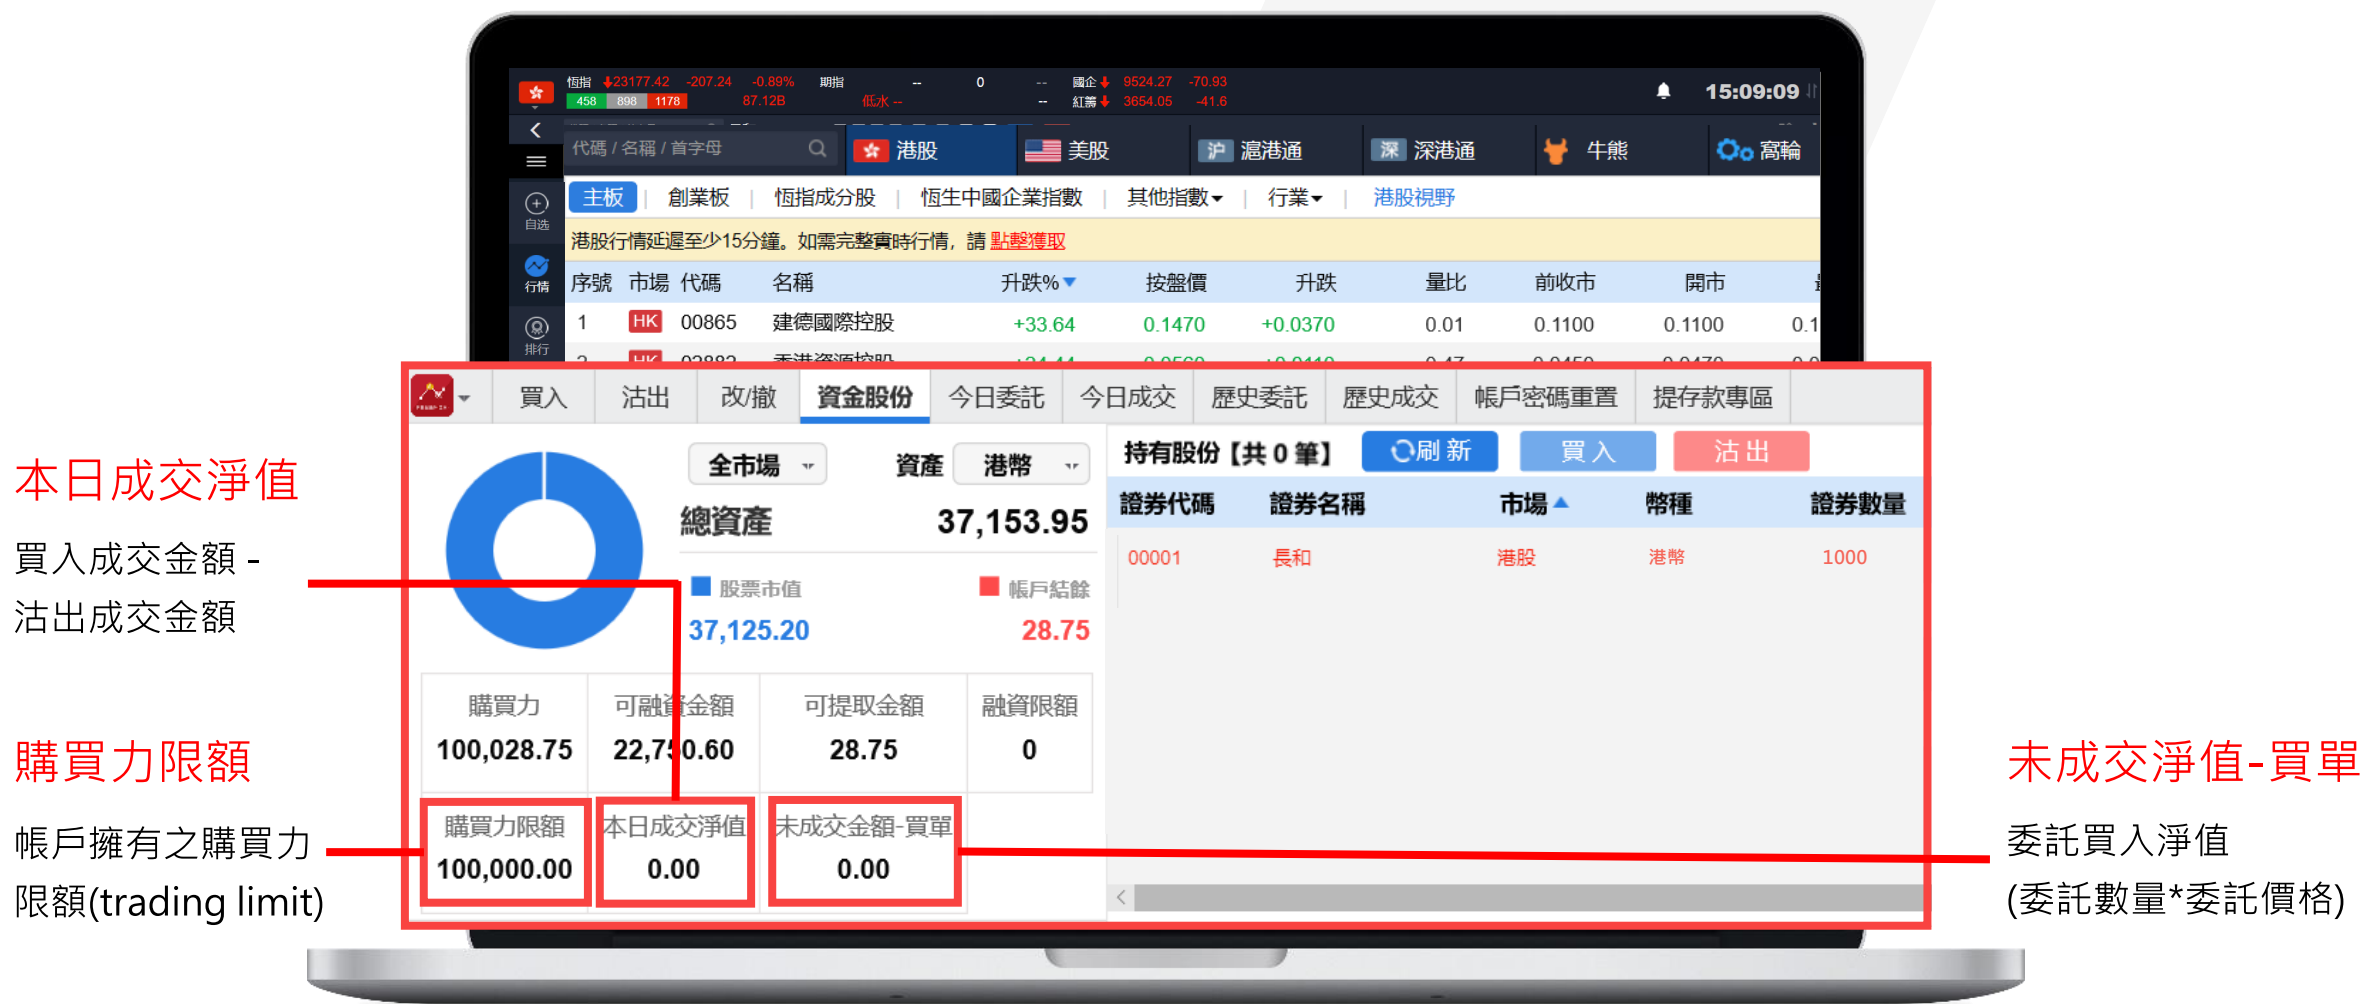 恆指 23177.42 -207.24 -0.89% 期指 -- 0 -- 國企 9524.27 -70.93
458 898 1178 87.12B 低水 -- -- 紅籌 3654.05 -41.6
15:09:09
代碼 / 名稱 / 首字母 港股 美股 沪 滬港通 深 深港通 牛熊 窩輪
自选
行情
排行
主板 創業板 恆指成分股 恆生中國企業指數 其他指數 行業 港股視野
港股行情延遲至少15分鐘。如需完整實時行情，請 點擊獲取
序號 市場 代碼 名稱 升跌% 按盤價 升跌 量比 前收市 開市
1 HK 00865 建德國際控股 +33.64 0.1470 +0.0370 0.01 0.1100 0.1100
買入 沽出 改/撤 資金股份 今日委託 今日成交 歷史委託 歷史成交 帳戶密碼重置 提存款專區
全市場 資產 港幣
總資產 37,153.95
股票市值 帳戶結餘
37,125.20 28.75
購買力 可融資金額 可提取金額 融資限額
100,028.75 22,750.60 28.75 0
購買力限額 本日成交淨值 未成交金額-買單
100,000.00 0.00 0.00
持有股份【共 0 筆】 刷 新 買 入 沽 出
證券代碼 證券名稱 市場 幣種 證券數量
00001 長和 港股 港幣 1000
本日成交淨值
買入成交金額 -
沽出成交金額
購買力限額
帳戶擁有之購買力
限額(trading limit)
未成交淨值-買單
委託買入淨值
(委託數量*委託價格)